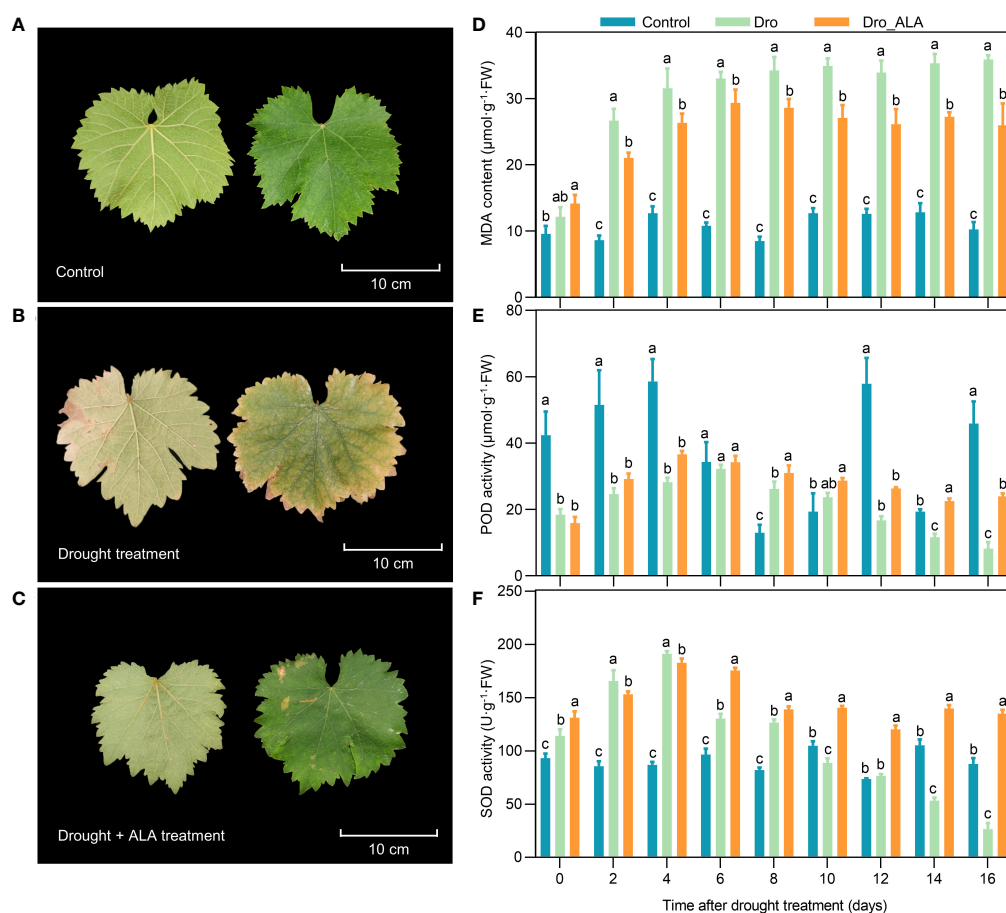 A
Control
10 cm
B
Drought treatment
10 cm
C
Drought + ALA treatment
10 cm
Control Dro Dro_ALA
D
MDA content (μmol·g⁻¹·FW)
40
30
20
10
0
b ab a
c a b
c a b
c a b
c a b
c a b
c a b
c a b
c a b
E
POD activity (μmol·g⁻¹·FW)
80
60
40
20
0
a b b
a b b
a b b
a a a
c b a
b ab a
a b b
b c a
a c b
F
SOD activity (U·g⁻¹·FW)
250
200
150
100
50
0
c b a
c a b
c a b
c b a
c b a
b c a
b b a
b c a
b c a
0 2 4 6 8 10 12 14 16
Time after drought treatment (days)